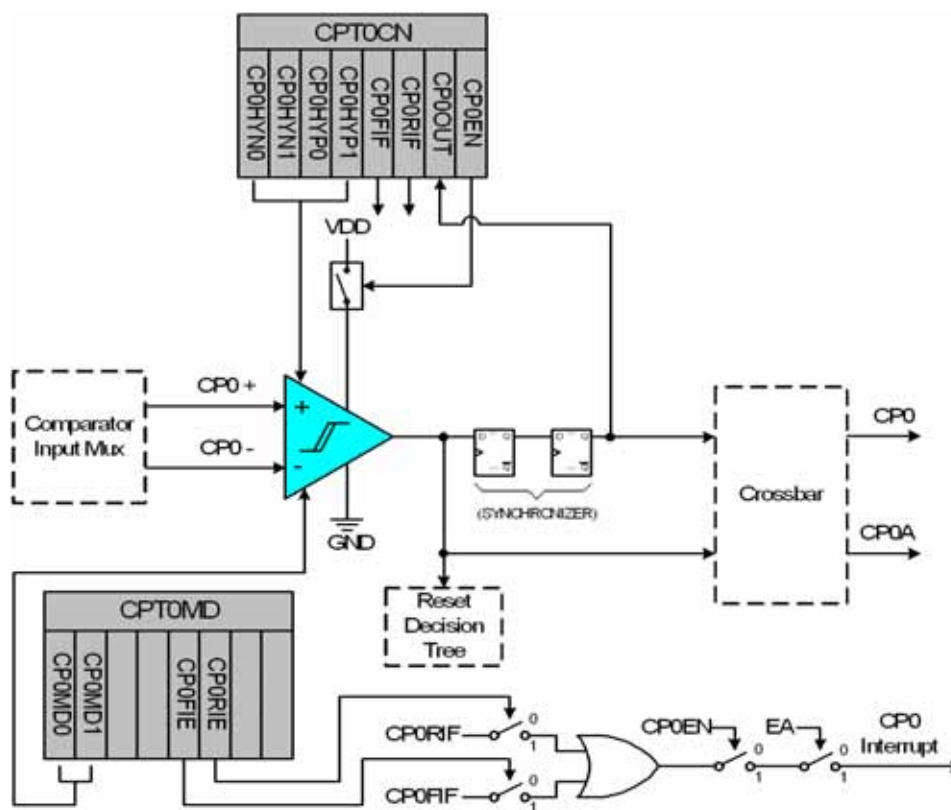 CPT0CN
CP0HYN0
CP0HYN1
CP0HYP0
CP0HYP1
CP0FIF
CP0RIF
CP0OUT
CP0EN
VDD
Comparator
Input Mux
CP0 +
CP0 -
+
-
GND
(SYNCHRONIZER)
Crossbar
CP0
CP0A
Reset
Decision
Tree
CPT0MD
CP0MD0
CP0MD1
CP0FIE
CP0RIE
CP0RIF
0
1
CP0FIF
0
1
CP0EN
0
1
EA
0
1
CP0
Interrupt